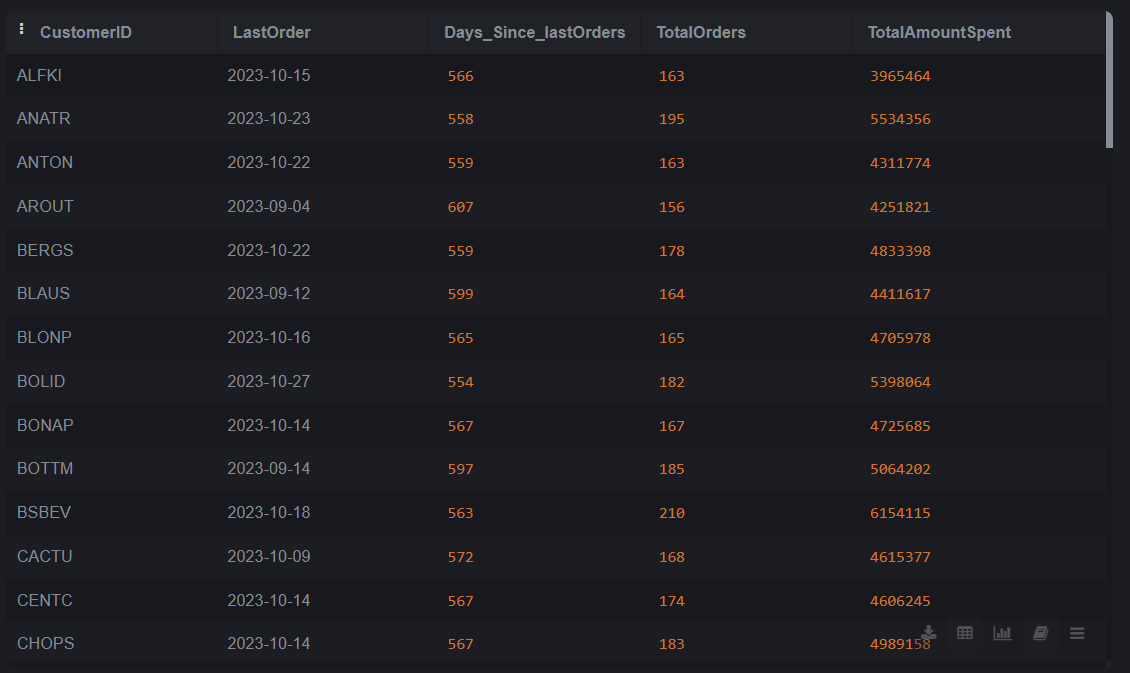 CustomerID LastOrder Days_Since_lastOrders TotalOrders TotalAmountSpent
ALFKI 2023-10-15 566 163 3965464
ANATR 2023-10-23 558 195 5534356
ANTON 2023-10-22 559 163 4311774
AROUT 2023-09-04 607 156 4251821
BERGS 2023-10-22 559 178 4833398
BLAUS 2023-09-12 599 164 4411617
BLONP 2023-10-16 565 165 4705978
BOLID 2023-10-27 554 182 5398064
BONAP 2023-10-14 567 167 4725685
BOTTM 2023-09-14 597 185 5064202
BSBEV 2023-10-18 563 210 6154115
CACTU 2023-10-09 572 168 4615377
CENTC 2023-10-14 567 174 4606245
CHOPS 2023-10-14 567 183 4989158